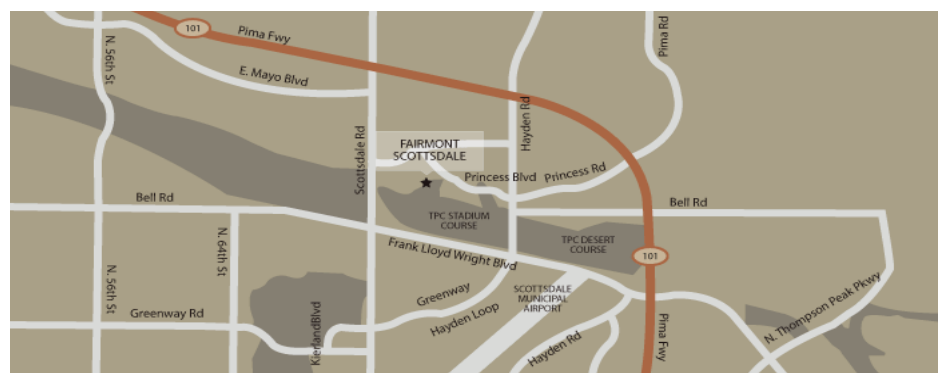 101
Pima Fwy
Pima Rd
N. 56th St
E. Mayo Blvd
Hayden Rd
Scottsdale Rd
FAIRMONT
SCOTTSDALE
Princess Blvd
Princess Rd
Bell Rd
Bell Rd
TPC STADIUM
COURSE
N. 64th St
TPC DESERT
COURSE
Frank Lloyd Wright Blvd
101
N. 56th St
Greenway
SCOTTSDALE
MUNICIPAL
AIRPORT
N. Thompson Peak Pkwy
Greenway Rd
KierlandBlvd
Hayden Loop
Hayden Rd
Pima Fwy